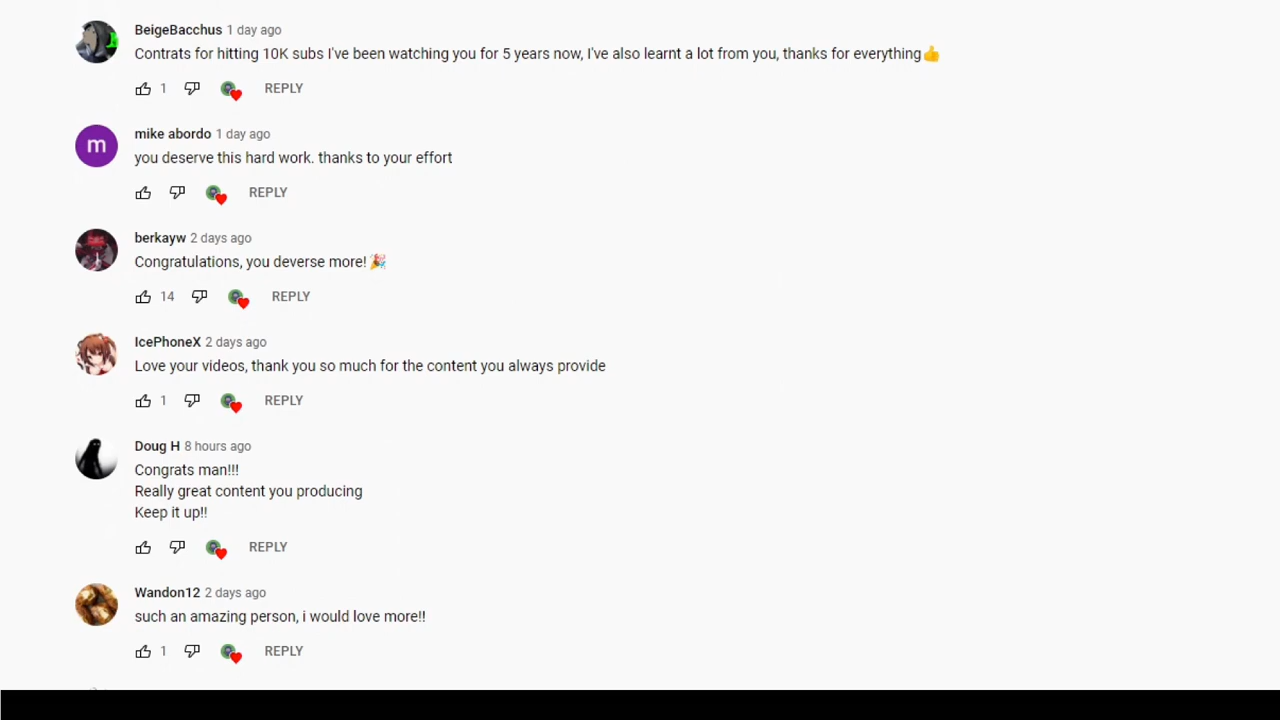 BeigeBacchus 1 day ago
Contrats for hitting 10K subs I've been watching you for 5 years now, I've also learnt a lot from you, thanks for everything👍
1 REPLY
m
mike abordo 1 day ago
you deserve this hard work. thanks to your effort
REPLY
berkayw 2 days ago
Congratulations, you deverse more! 🎉
14 REPLY
IcePhoneX 2 days ago
Love your videos, thank you so much for the content you always provide
1 REPLY
Doug H 8 hours ago
Congrats man!!!
Really great content you producing
Keep it up!!
REPLY
Wandon12 2 days ago
such an amazing person, i would love more!!
1 REPLY